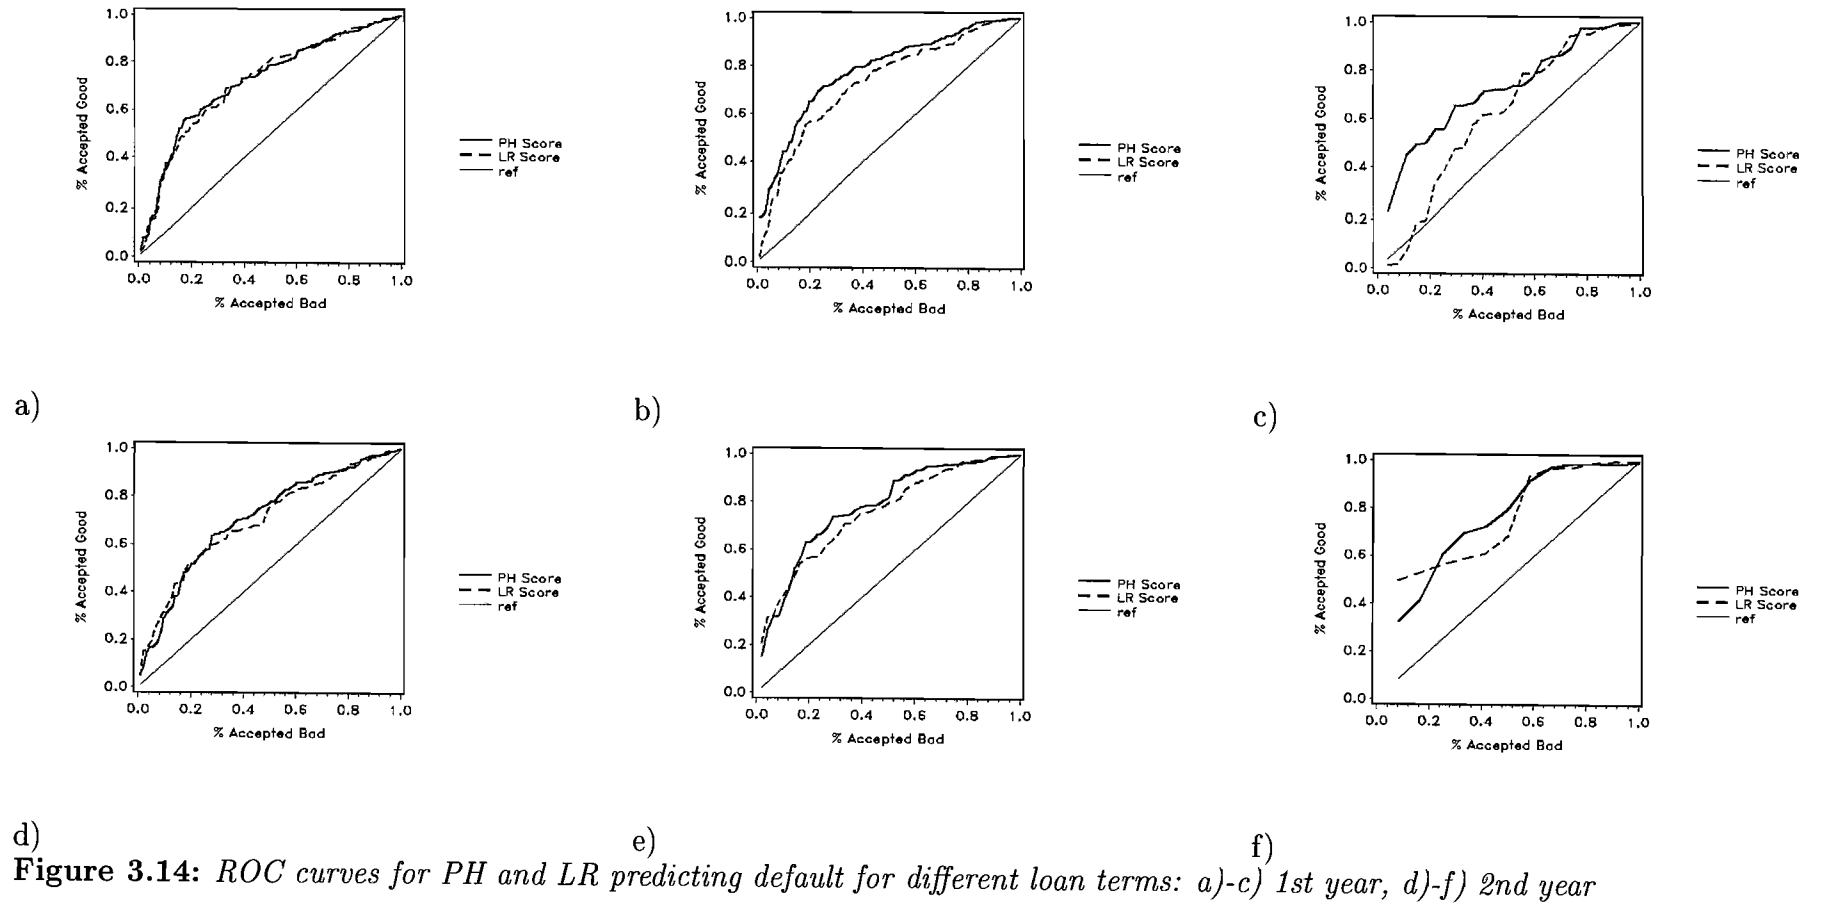 1.0
0.8
0.6
0.4
0.2
0.0
% Accepted Good
0.0 0.2 0.4 0.6 0.8 1.0
% Accepted Bad
PH Score
LR Score
ref
a)
1.0
0.8
0.6
0.4
0.2
0.0
% Accepted Good
0.0 0.2 0.4 0.6 0.8 1.0
% Accepted Bad
PH Score
LR Score
ref
b)
1.0
0.8
0.6
0.4
0.2
0.0
% Accepted Good
0.0 0.2 0.4 0.6 0.8 1.0
% Accepted Bad
PH Score
LR Score
ref
c)
1.0
0.8
0.6
0.4
0.2
0.0
% Accepted Good
0.0 0.2 0.4 0.6 0.8 1.0
% Accepted Bad
PH Score
LR Score
ref
d)
1.0
0.8
0.6
0.4
0.2
0.0
% Accepted Good
0.0 0.2 0.4 0.6 0.8 1.0
% Accepted Bad
PH Score
LR Score
ref
e)
1.0
0.8
0.6
0.4
0.2
0.0
% Accepted Good
0.0 0.2 0.4 0.6 0.8 1.0
% Accepted Bad
PH Score
LR Score
ref
f)
Figure 3.14: ROC curves for PH and LR predicting default for different loan terms: a)-c) 1st year, d)-f) 2nd year